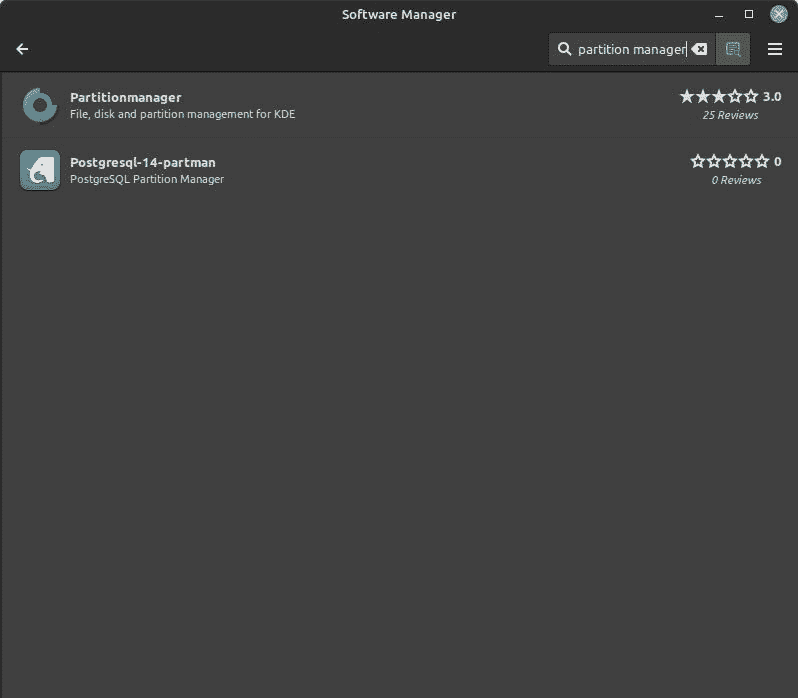 Software Manager
partition manager
Partitionmanager
File, disk and partition management for KDE
3.0
25 Reviews
Postgresql-14-partman
PostgreSQL Partition Manager
0
0 Reviews